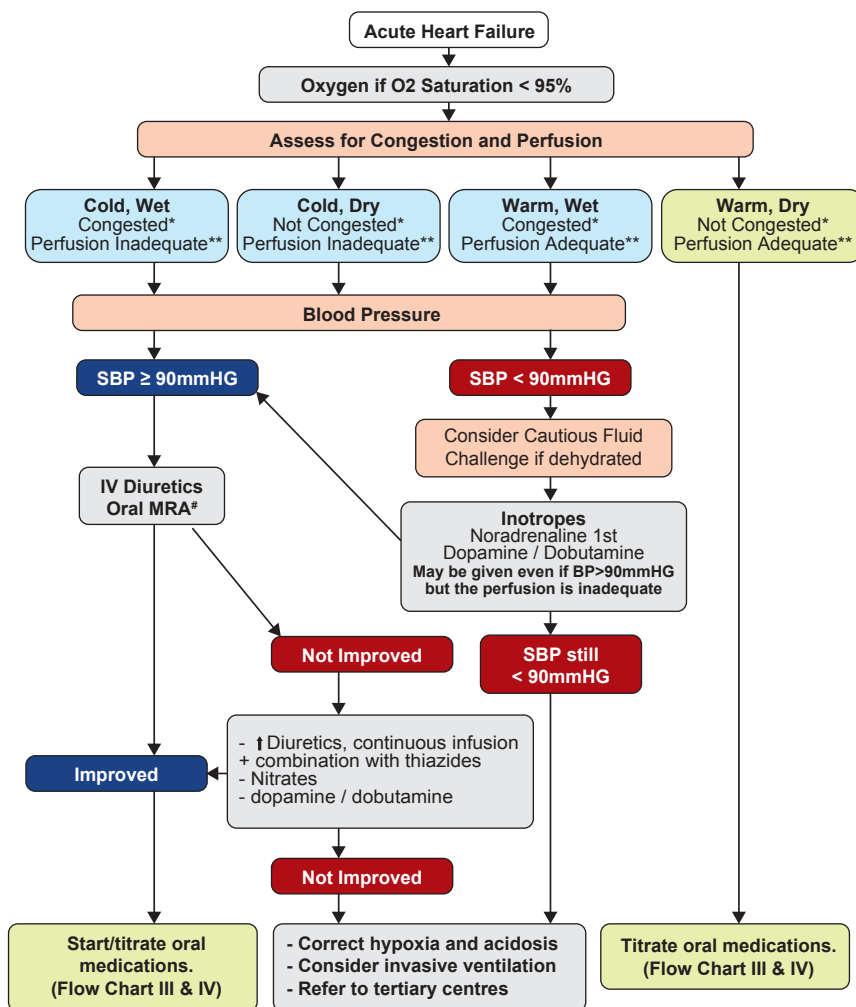 Acute Heart Failure
Oxygen if O2 Saturation < 95%
Assess for Congestion and Perfusion
Cold, Wet
Congested*
Perfusion Inadequate**
Cold, Dry
Not Congested*
Perfusion Inadequate**
Warm, Wet
Congested*
Perfusion Adequate**
Warm, Dry
Not Congested*
Perfusion Adequate**
Blood Pressure
SBP ≥ 90mmHG
SBP < 90mmHG
Consider Cautious Fluid
Challenge if dehydrated
IV Diuretics
Oral MRA#
Inotropes
Noradrenaline 1st
Dopamine / Dobutamine
May be given even if BP>90mmHG
but the perfusion is inadequate
Not Improved
SBP still
< 90mmHG
- ⬆Diuretics, continuous infusion
+ combination with thiazides
- Nitrates
- dopamine / dobutamine
Improved
Not Improved
Start/titrate oral
medications.
(Flow Chart III & IV)
- Correct hypoxia and acidosis
- Consider invasive ventilation
- Refer to tertiary centres
Titrate oral medications.
(Flow Chart III & IV)